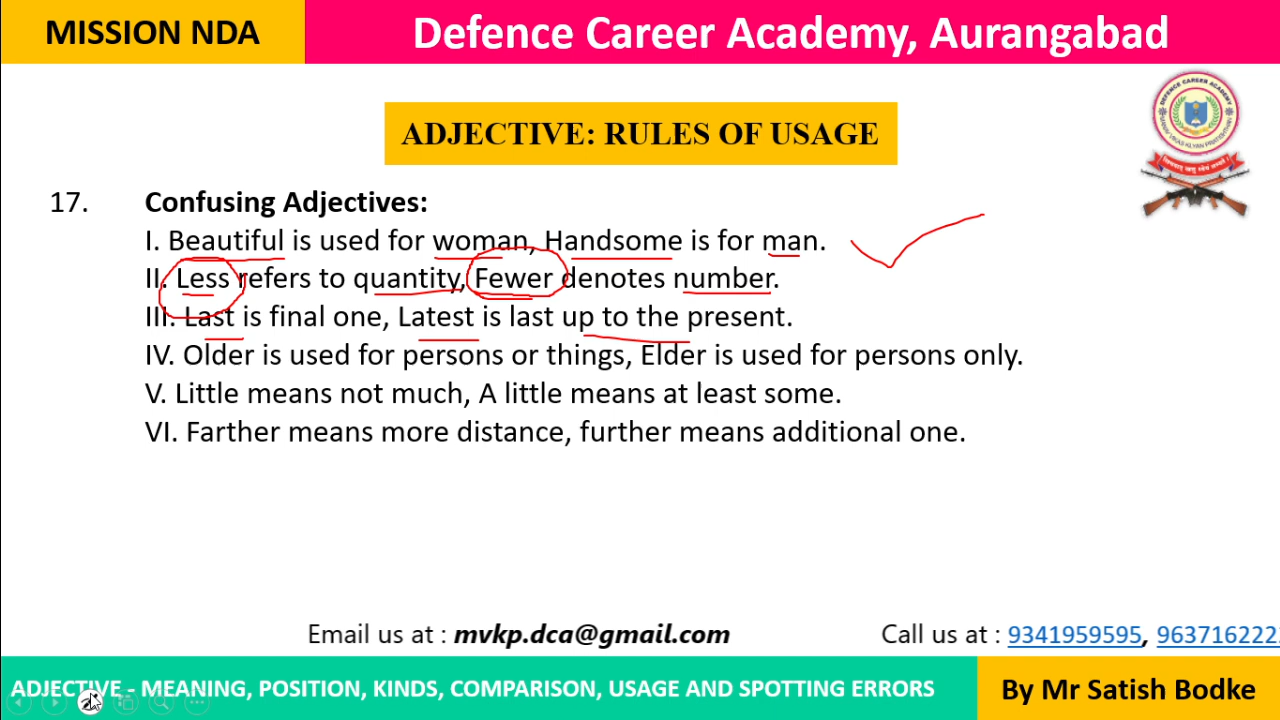 MISSION NDA
Defence Career Academy, Aurangabad
DEFENCE CAREER ACADEMY
ADJECTIVE: RULES OF USAGE
17. Confusing Adjectives:
I. Beautiful is used for woman, Handsome is for man.
II. Less refers to quantity, Fewer denotes number.
III. Last is final one, Latest is last up to the present.
IV. Older is used for persons or things, Elder is used for persons only.
V. Little means not much, A little means at least some.
VI. Farther means more distance, further means additional one.
Email us at : mvkp.dca@gmail.com Call us at : 9341959595, 963716222
ADJECTIVE - MEANING, POSITION, KINDS, COMPARISON, USAGE AND SPOTTING ERRORS
By Mr Satish Bodke